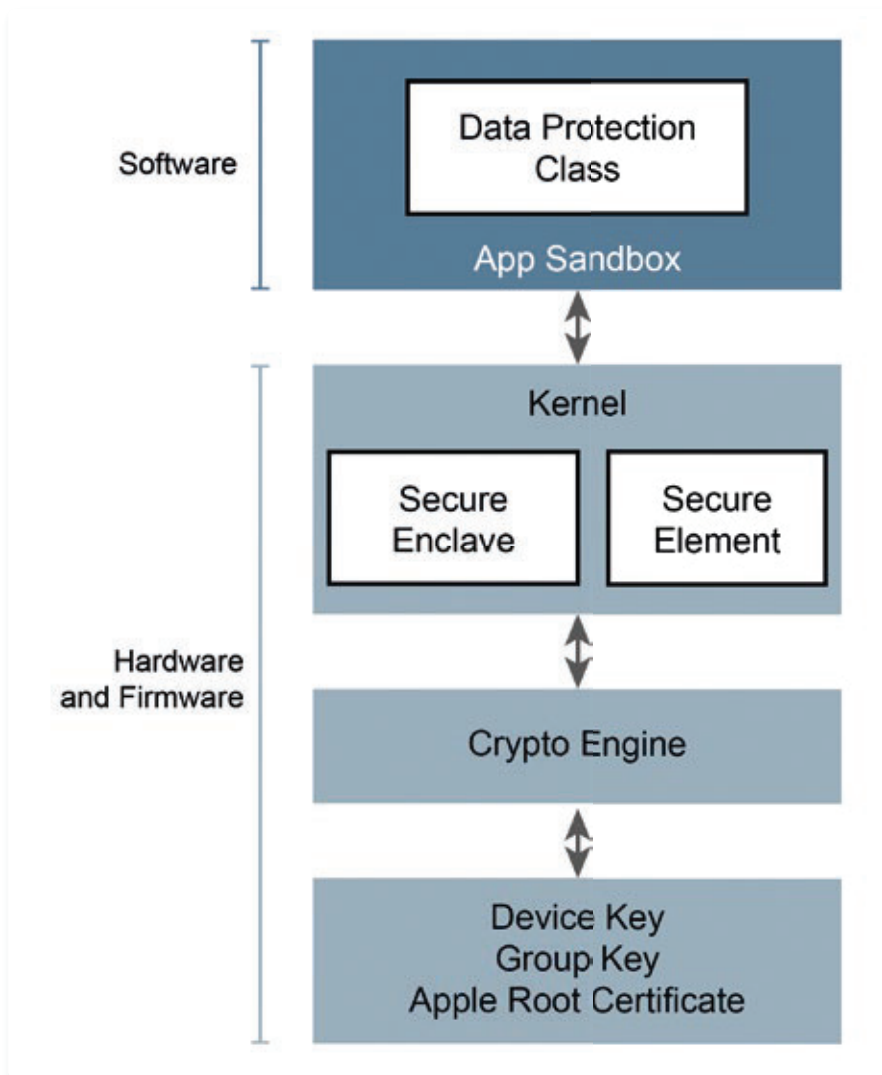 Software
Data Protection
Class
App Sandbox
Hardware
and Firmware
Kernel
Secure
Enclave
Secure
Element
Crypto Engine
Device Key
Group Key
Apple Root Certificate